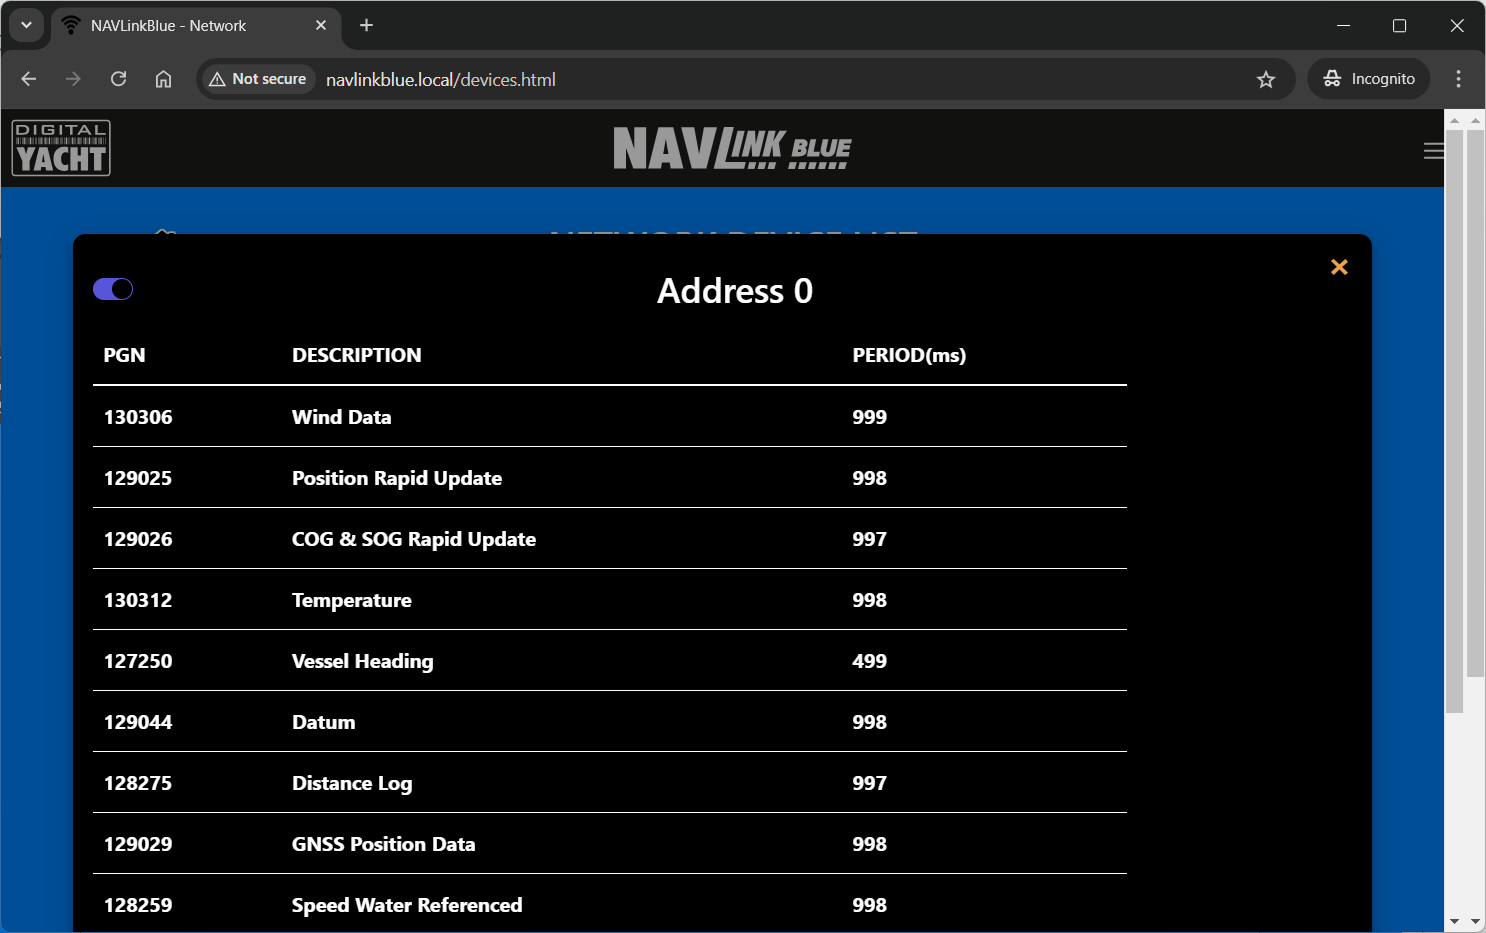 NAVLinkBlue - Network
Not secure
navlinkblue.local/devices.html
Incognito
DIGITAL
YACHT
NAVLINK BLUE
NETWORK DEVICE LIST
Address 0
PGN DESCRIPTION PERIOD(ms)
130306 Wind Data 999
129025 Position Rapid Update 998
129026 COG & SOG Rapid Update 997
130312 Temperature 998
127250 Vessel Heading 499
129044 Datum 998
128275 Distance Log 997
129029 GNSS Position Data 998
128259 Speed Water Referenced 998